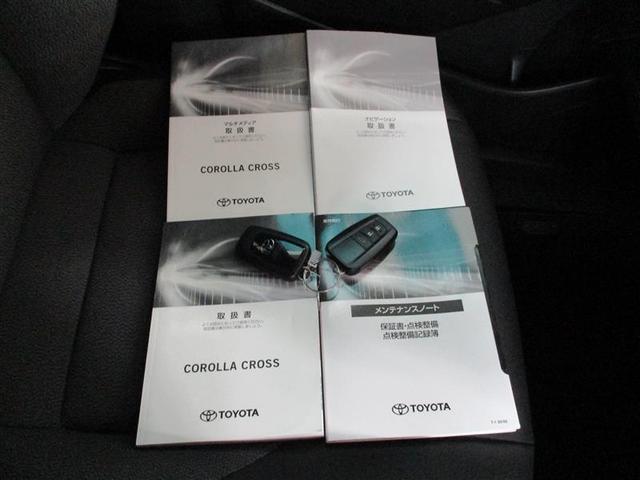 マルチメディア
取扱書
COROLLA CROSS
TOYOTA
ナビゲーション
取扱書
TOYOTA
取扱書
COROLLA CROSS
TOYOTA
メンテナンスノート
保証書・点検整備
点検整備記録簿
TOYOTA